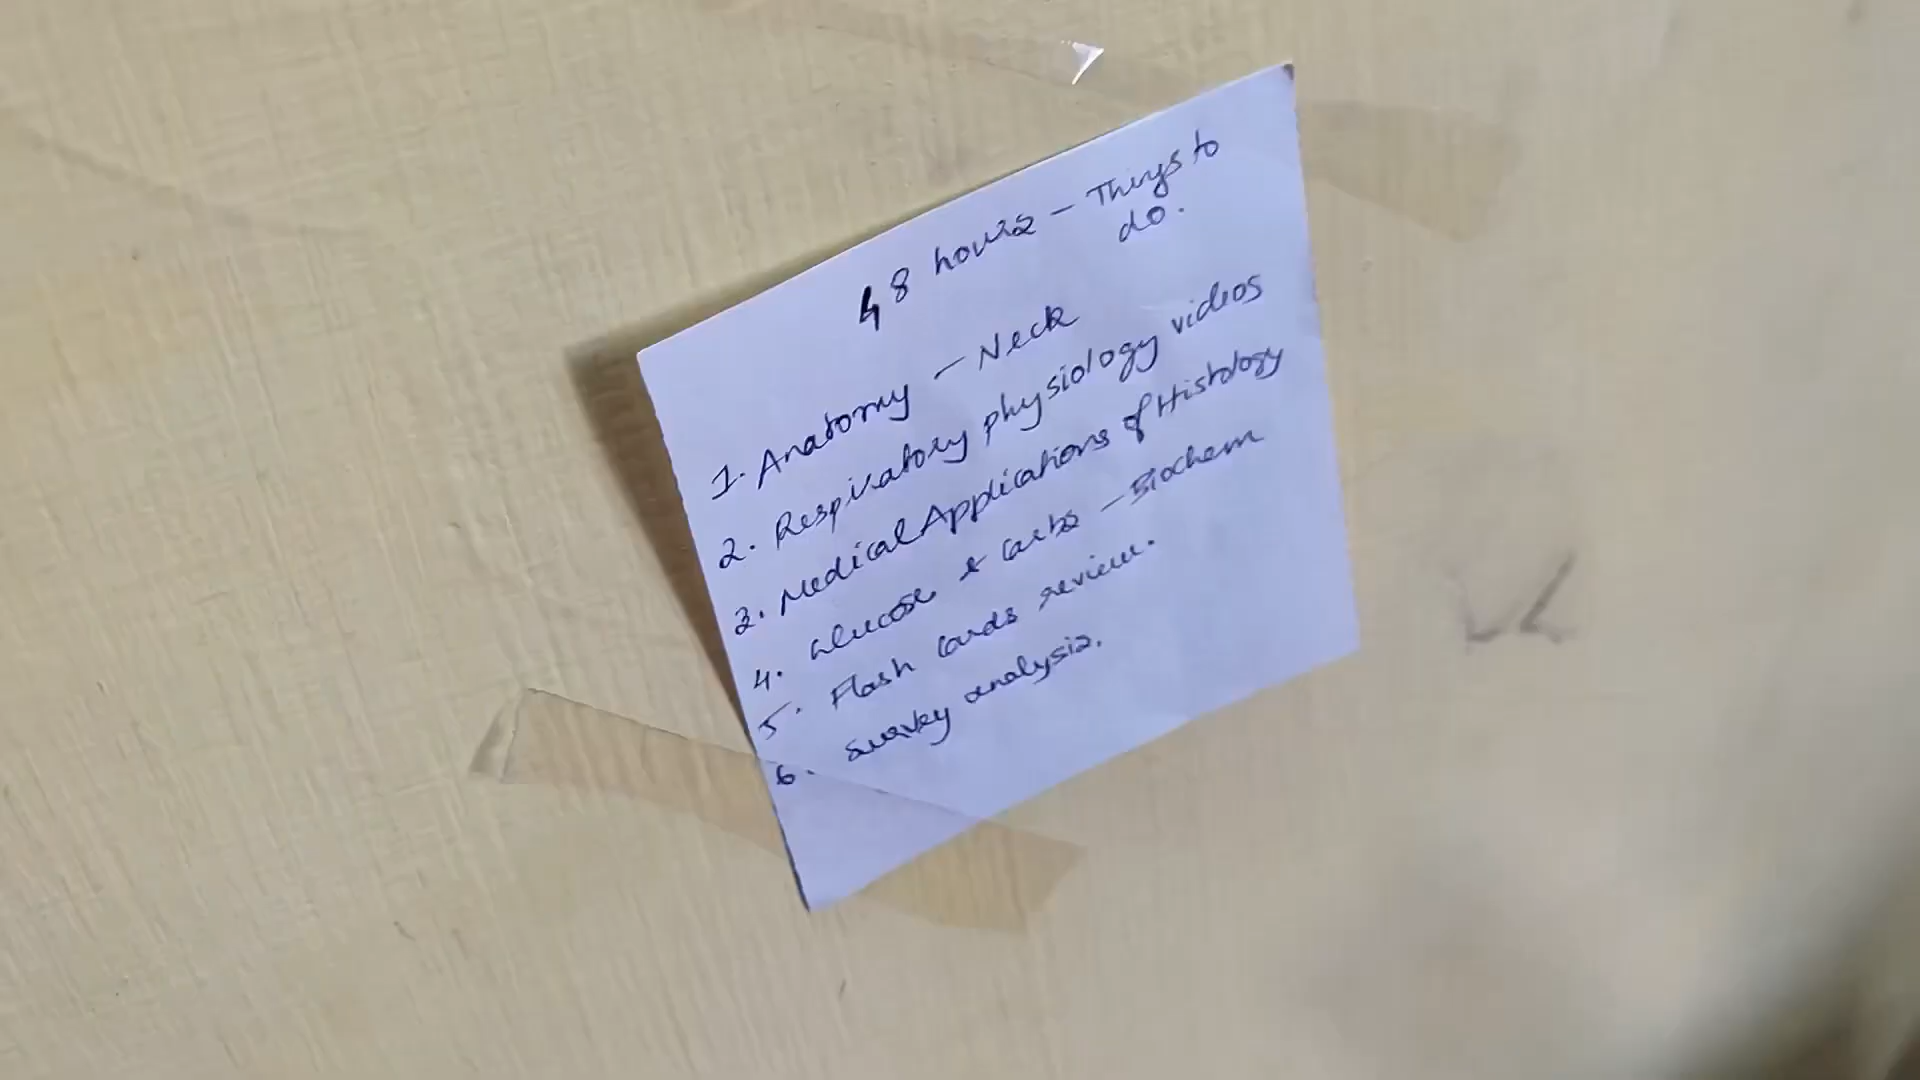 48 hours - Things to
do.
1. Anatomy - Neck
2. Respiratory physiology videos
3. Medical Applications of Histology
4. Glucose & Carbs - Biochem
5. Flash Cards review.
6. Survey analysis.